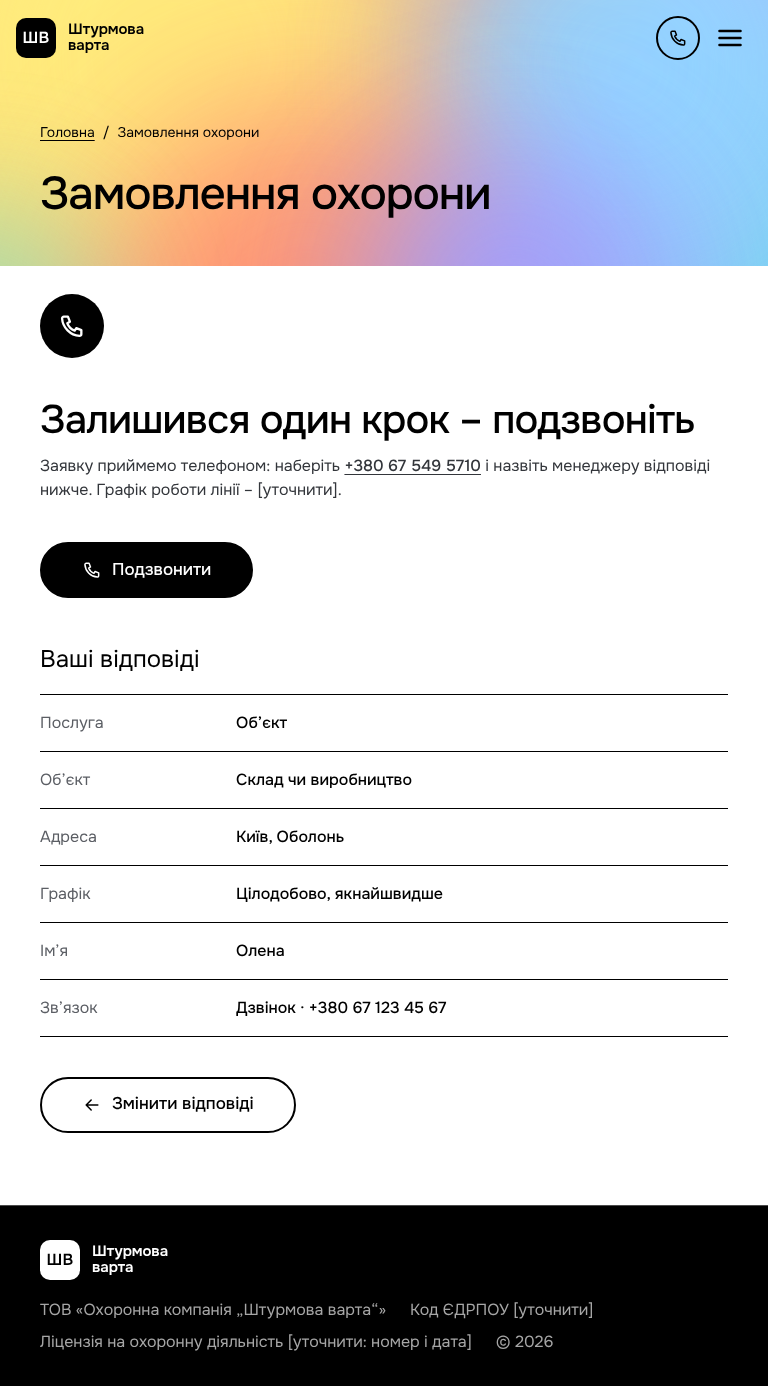 ШВ
Штурмова
варта
Головна / Замовлення охорони
Замовлення охорони
Залишився один крок – подзвоніть
Заявку приймемо телефоном: наберіть +380 67 549 5710 і назвіть менеджеру відповіді
нижче. Графік роботи лінії – [уточнити].
Подзвонити
Ваші відповіді
Послуга Об’єкт
Об’єкт Склад чи виробництво
Адреса Київ, Оболонь
Графік Цілодобово, якнайшвидше
Ім’я Олена
Зв’язок Дзвінок · +380 67 123 45 67
Змінити відповіді
ШВ
Штурмова
варта
ТОВ «Охоронна компанія „Штурмова варта“» Код ЄДРПОУ [уточнити]
Ліцензія на охоронну діяльність [уточнити: номер і дата] © 2026